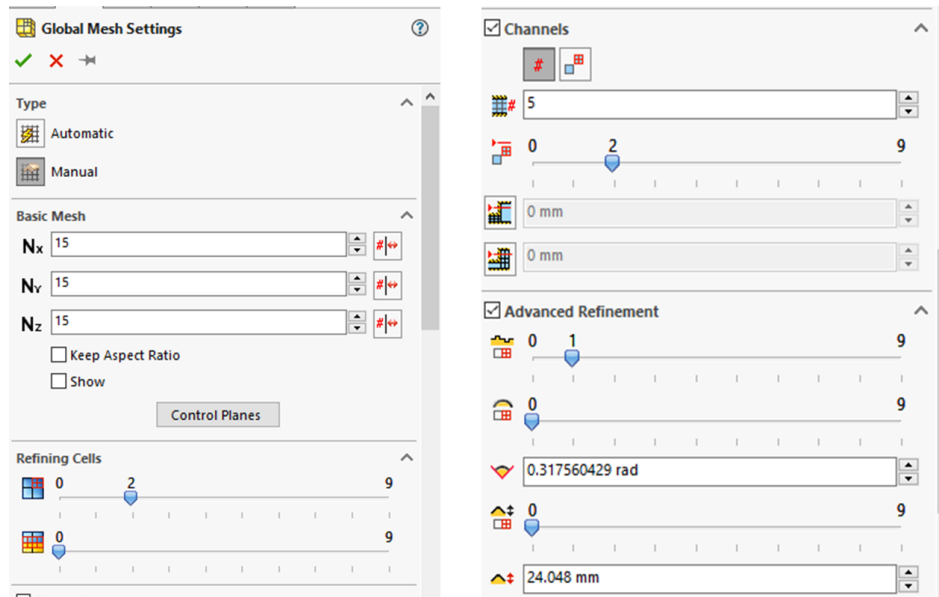 Global Mesh Settings
?
Type
Automatic
Manual
Basic Mesh
Nx 15
NY 15
Nz 15
Keep Aspect Ratio
Show
Control Planes
Refining Cells
0 2 9
0 9
Channels
#
# 5
0 2 9
0 mm
0 mm
Advanced Refinement
0 1 9
0 9
0.317560429 rad
0 9
24.048 mm